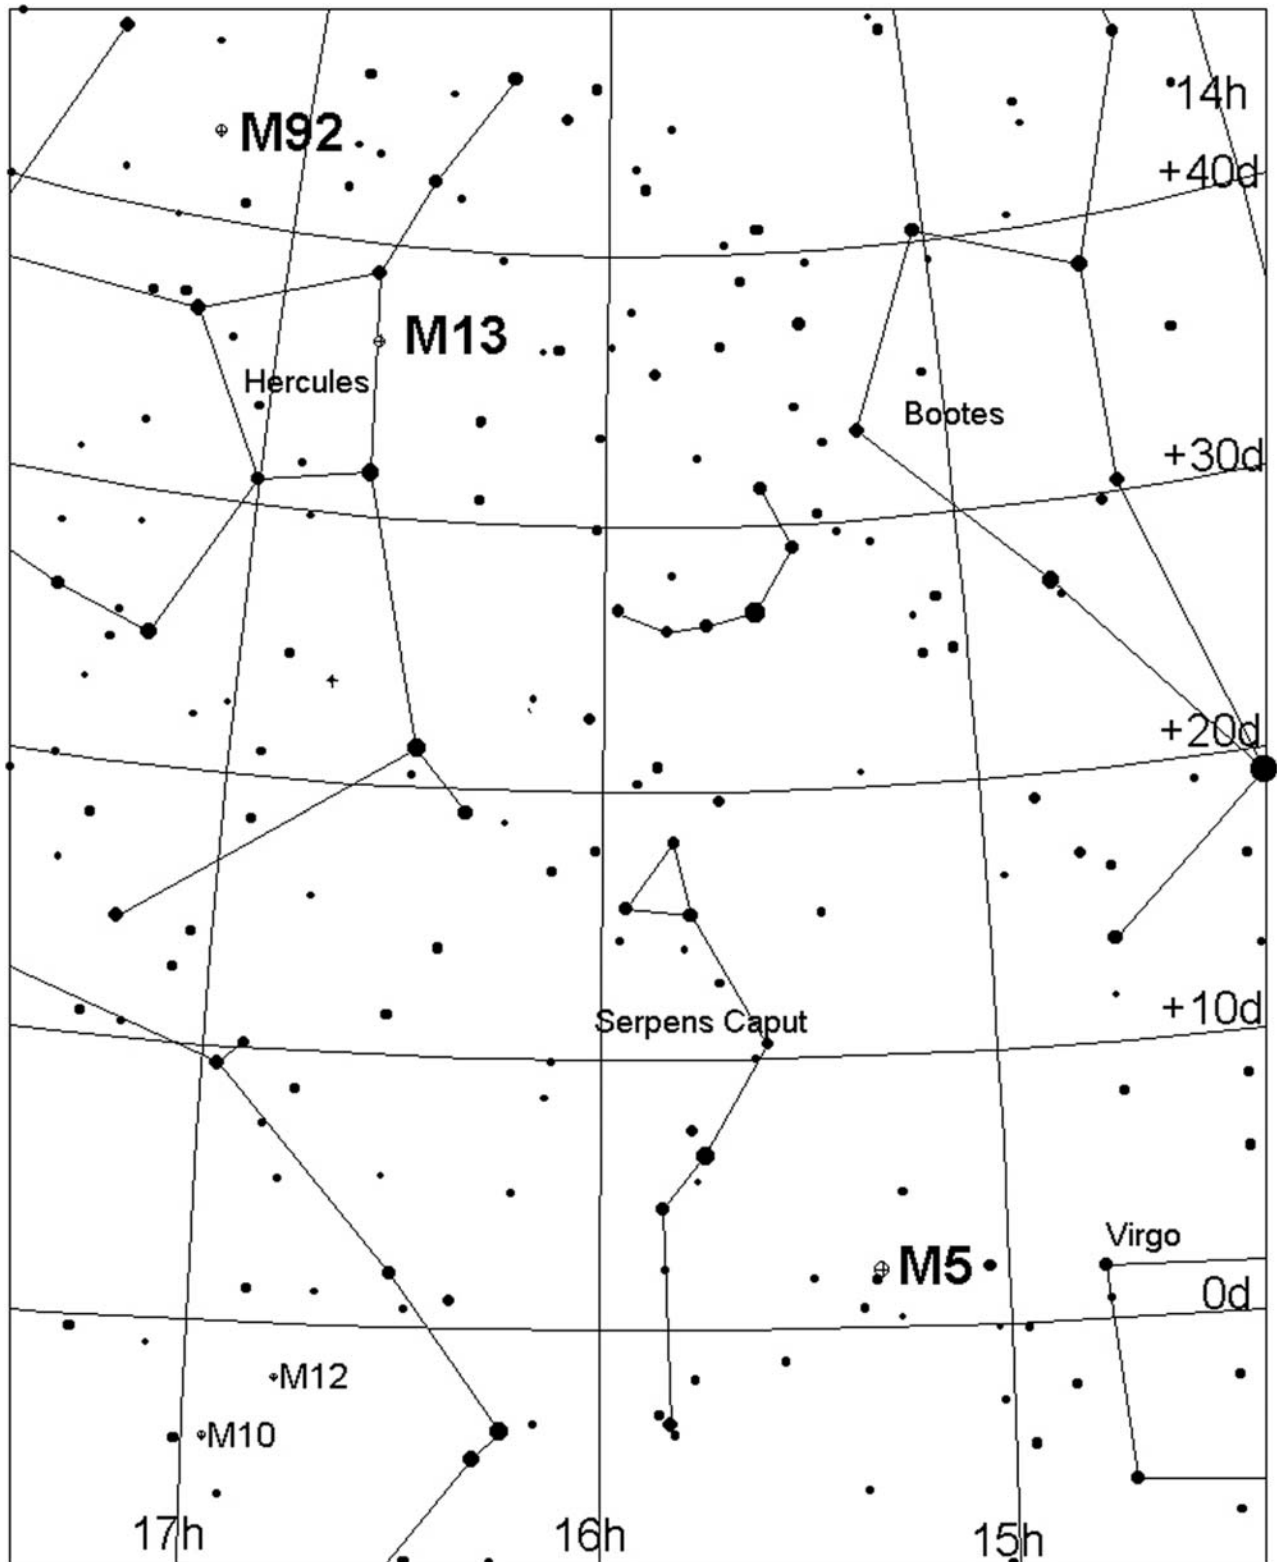 14h
M92
+40d
M13
Hercules
Bootes
+30d
+20d
Serpens Caput
+10d
Virgo
M5
0d
M12
M10
17h
16h
15h